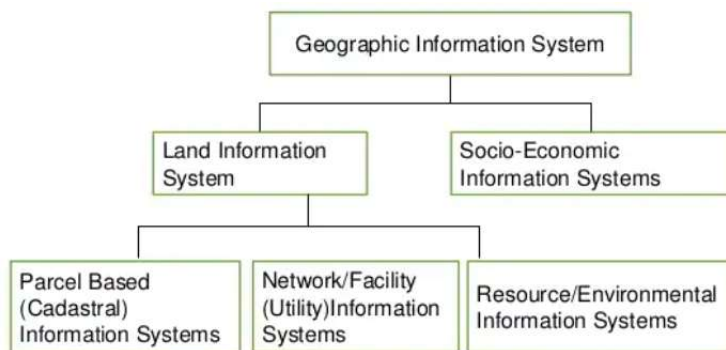 Geographic Information System
Land Information
System
Socio-Economic
Information Systems
Parcel Based
(Cadastral)
Information Systems
Network/Facility
(Utility)Information
Systems
Resource/Environmental
Information Systems